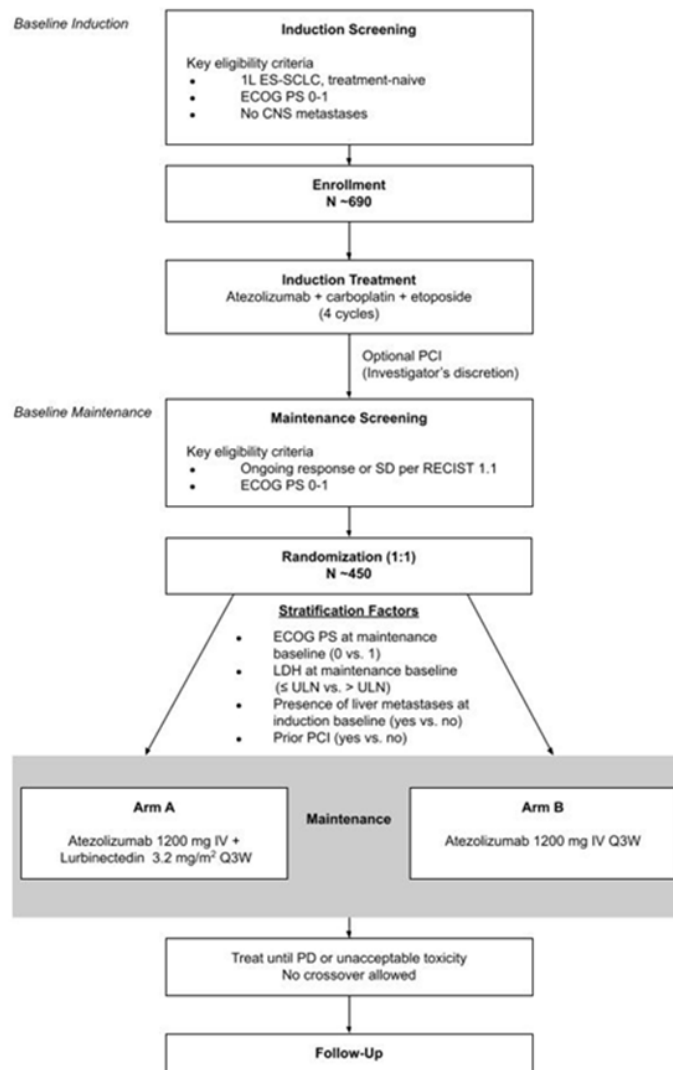 Baseline Induction
Induction Screening
Key eligibility criteria
• 1L ES-SCLC, treatment-naive
• ECOG PS 0-1
• No CNS metastases
Enrollment
N ~690
Induction Treatment
Atezolizumab + carboplatin + etoposide
(4 cycles)
Optional PCI
(Investigator's discretion)
Baseline Maintenance
Maintenance Screening
Key eligibility criteria
• Ongoing response or SD per RECIST 1.1
• ECOG PS 0-1
Randomization (1:1)
N ~450
Stratification Factors
• ECOG PS at maintenance
baseline (0 vs. 1)
• LDH at maintenance baseline
(≤ ULN vs. > ULN)
• Presence of liver metastases at
induction baseline (yes vs. no)
• Prior PCI (yes vs. no)
Arm A
Atezolizumab 1200 mg IV +
Lurbinectedin 3.2 mg/m² Q3W
Maintenance
Arm B
Atezolizumab 1200 mg IV Q3W
Treat until PD or unacceptable toxicity
No crossover allowed
Follow-Up